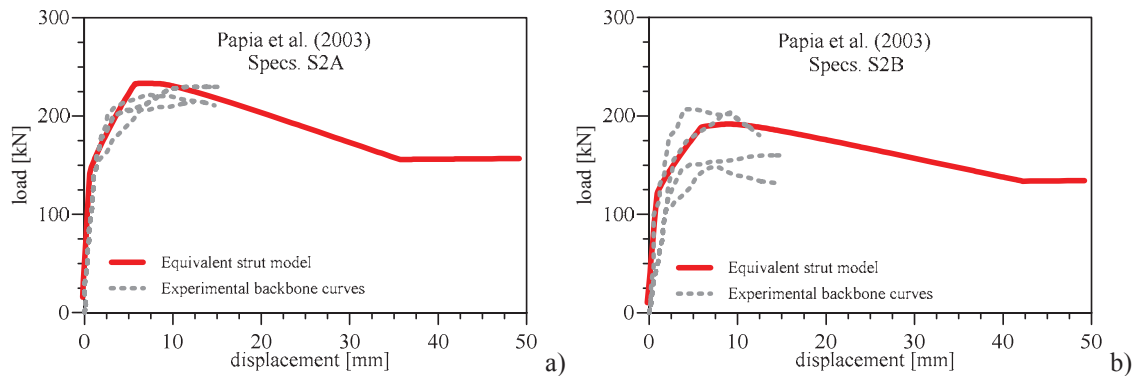 300
200
100
0
load [kN]
Papia et al. (2003)
Specs. S2A
Equivalent strut model
Experimental backbone curves
0 10 20 30 40 50
displacement [mm]
a)
300
200
100
0
load [kN]
Papia et al. (2003)
Specs. S2B
Equivalent strut model
Experimental backbone curves
0 10 20 30 40 50
displacement [mm]
b)